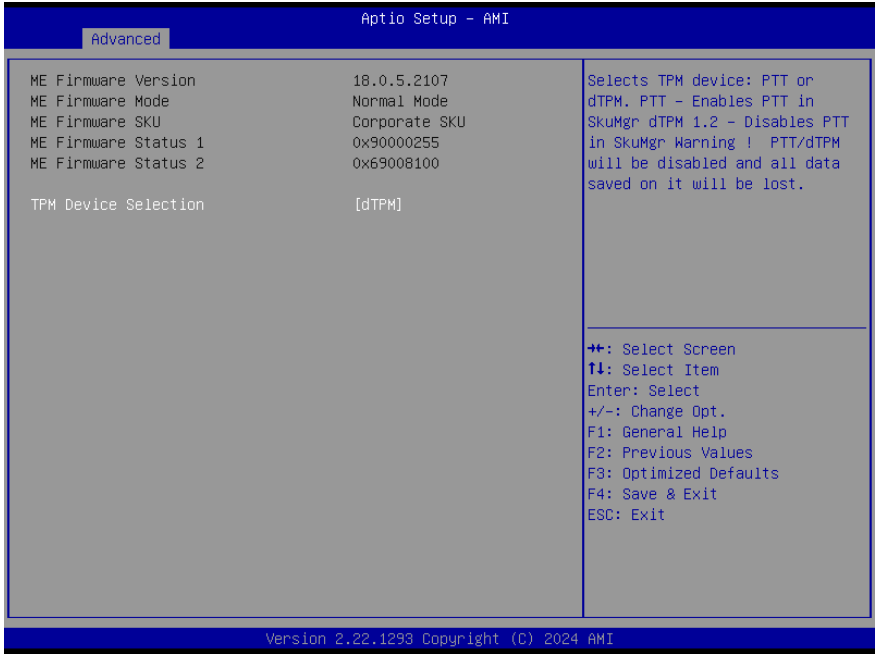 Aptio Setup – AMI
Advanced
ME Firmware Version 18.0.5.2107
ME Firmware Mode Normal Mode
ME Firmware SKU Corporate SKU
ME Firmware Status 1 0x90000255
ME Firmware Status 2 0x69008100
TPM Device Selection [dTPM]
Selects TPM device: PTT or
dTPM. PTT – Enables PTT in
SkuMgr dTPM 1.2 – Disables PTT
in SkuMgr Warning ! PTT/dTPM
will be disabled and all data
saved on it will be lost.
→←: Select Screen
↑↓: Select Item
Enter: Select
+/-: Change Opt.
F1: General Help
F2: Previous Values
F3: Optimized Defaults
F4: Save & Exit
ESC: Exit
Version 2.22.1293 Copyright (C) 2024 AMI